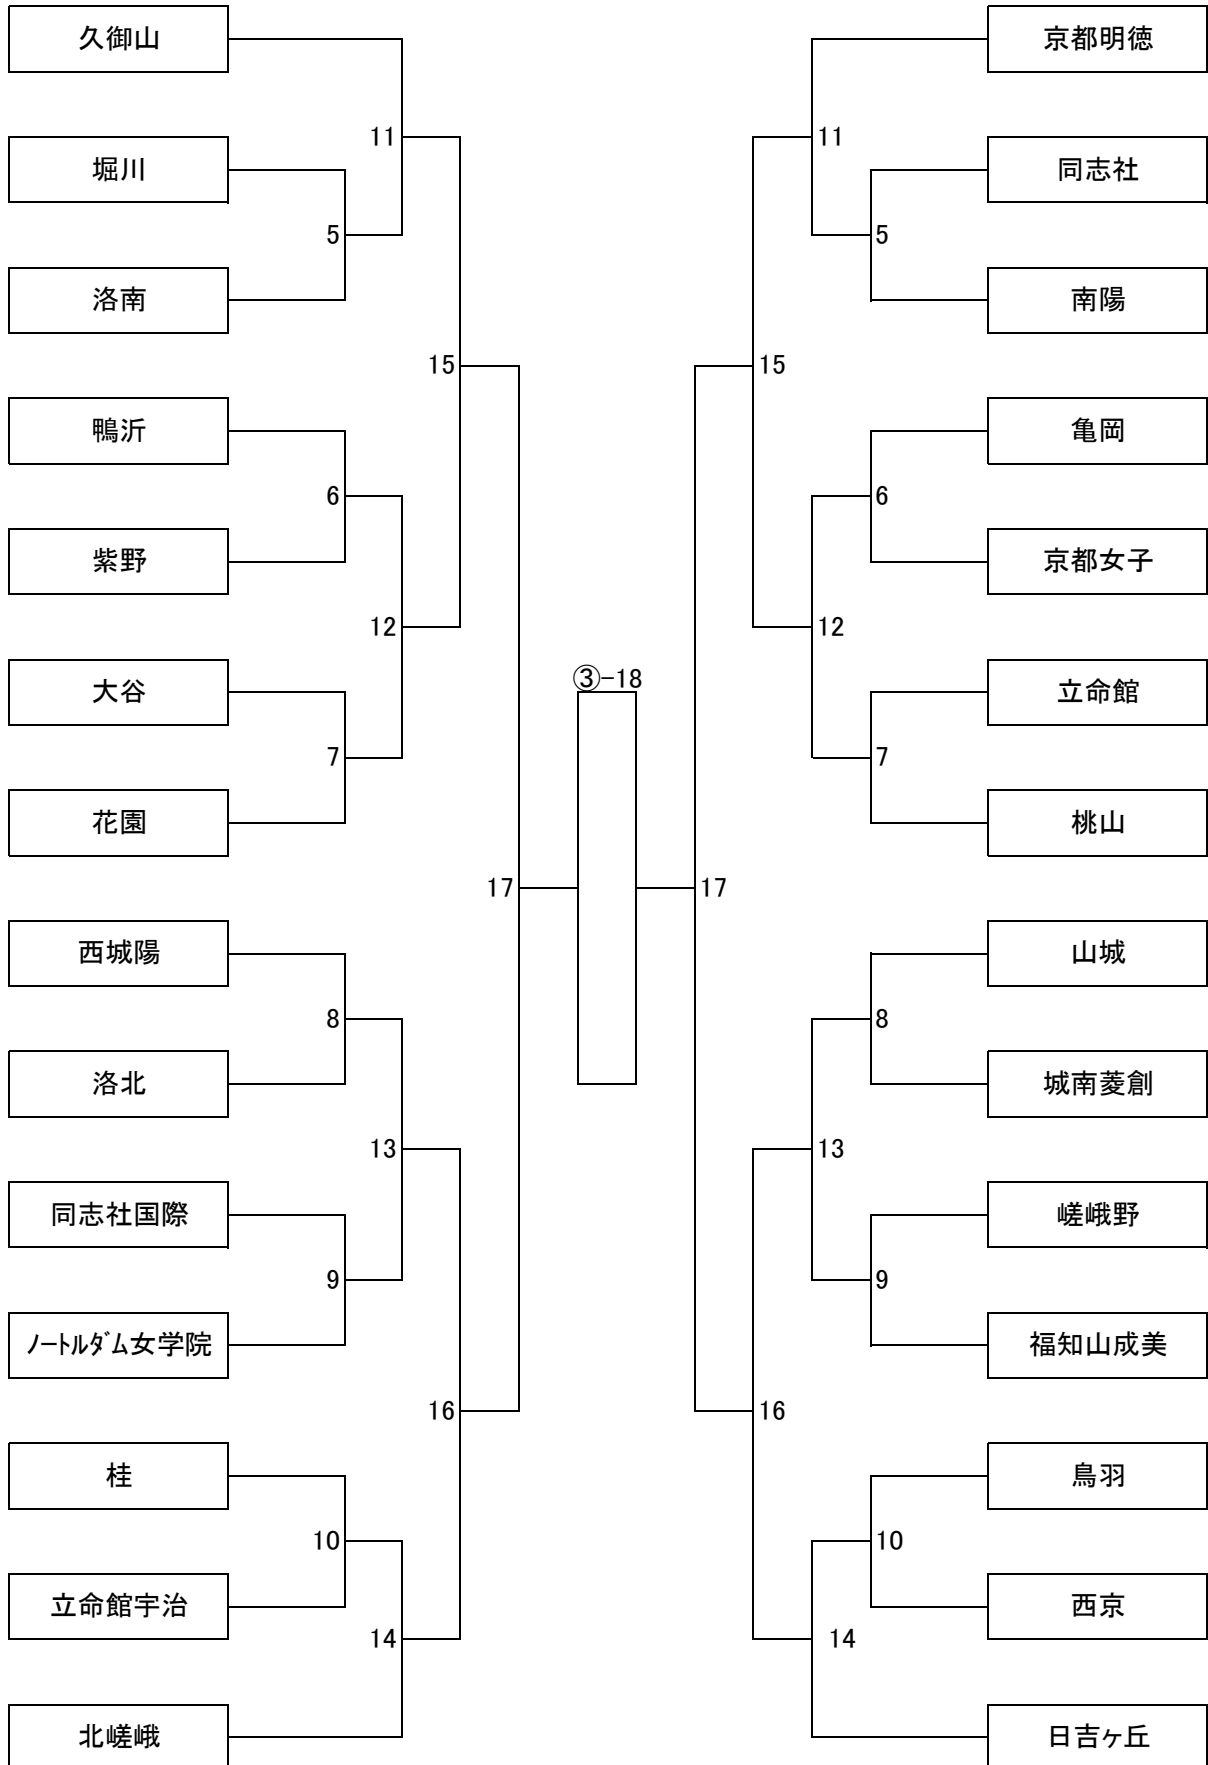 久御山
11
堀川
5
洛南
15
鴨沂
6
紫野
12
大谷
7
花園
17
西城陽
8
洛北
13
同志社国際
9
ﾉｰﾄﾙﾀﾞﾑ女学院
16
桂
10
立命館宇治
14
北嵯峨
③-18
京都明徳
11
同志社
5
南陽
15
亀岡
6
京都女子
12
立命館
7
桃山
17
山城
8
城南菱創
13
嵯峨野
9
福知山成美
16
鳥羽
10
西京
14
日吉ヶ丘